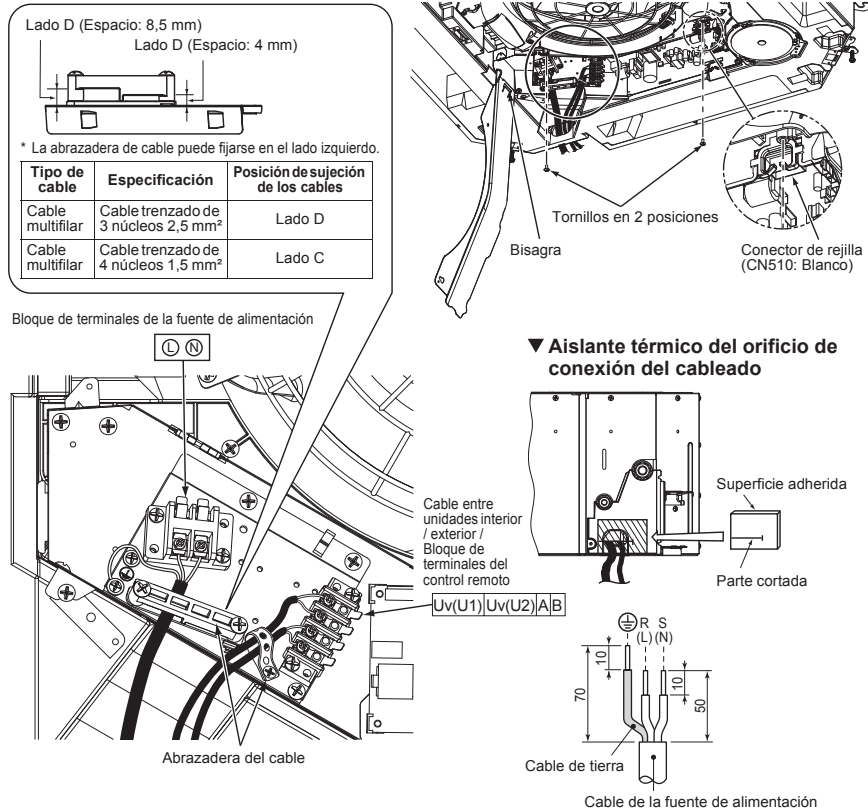 Lado D (Espacio: 8,5 mm)
Lado D (Espacio: 4 mm)
* La abrazadera de cable puede fijarse en el lado izquierdo.
Tipo de cable Especificación Posición de sujeción de los cables
Cable multifilar Cable trenzado de 3 núcleos 2,5 mm² Lado D
Cable multifilar Cable trenzado de 4 núcleos 1,5 mm² Lado C
Tornillos en 2 posiciones
Bisagra
Conector de rejilla
(CN510: Blanco)
Bloque de terminales de la fuente de alimentación
L N
▼ Aislante térmico del orificio de
conexión del cableado
Superficie adherida
Parte cortada
Cable entre
unidades interior
/ exterior /
Bloque de
terminales del
control remoto
Uv(U1) Uv(U2) A B
Abrazadera del cable
R S
(L) (N)
10
70
10
50
Cable de tierra
Cable de la fuente de alimentación